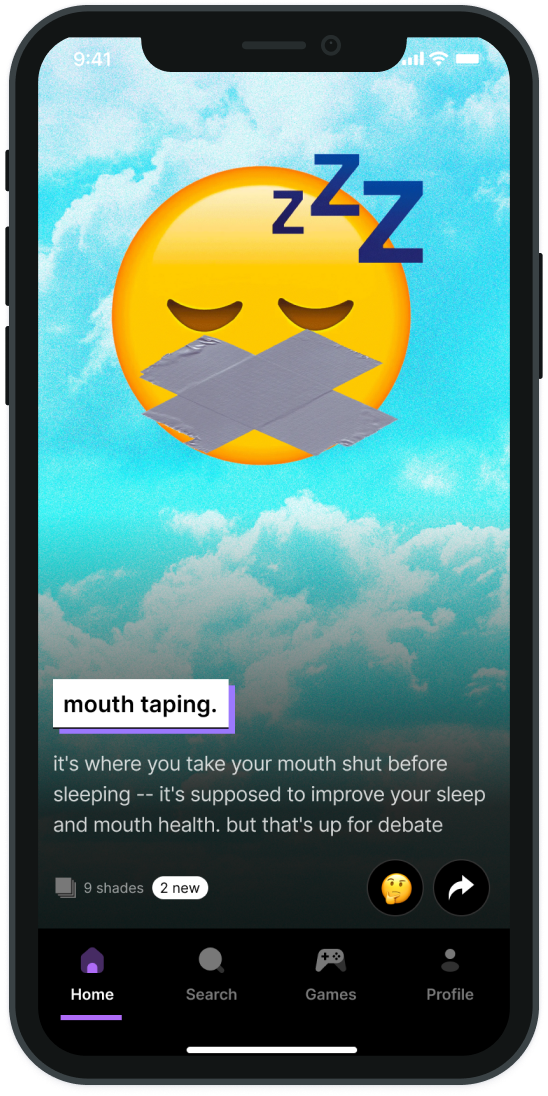 9:41
z
Z
Z
mouth taping.
it's where you take your mouth shut before
sleeping -- it's supposed to improve your sleep
and mouth health. but that's up for debate
9 shades 2 new
Home Search Games Profile